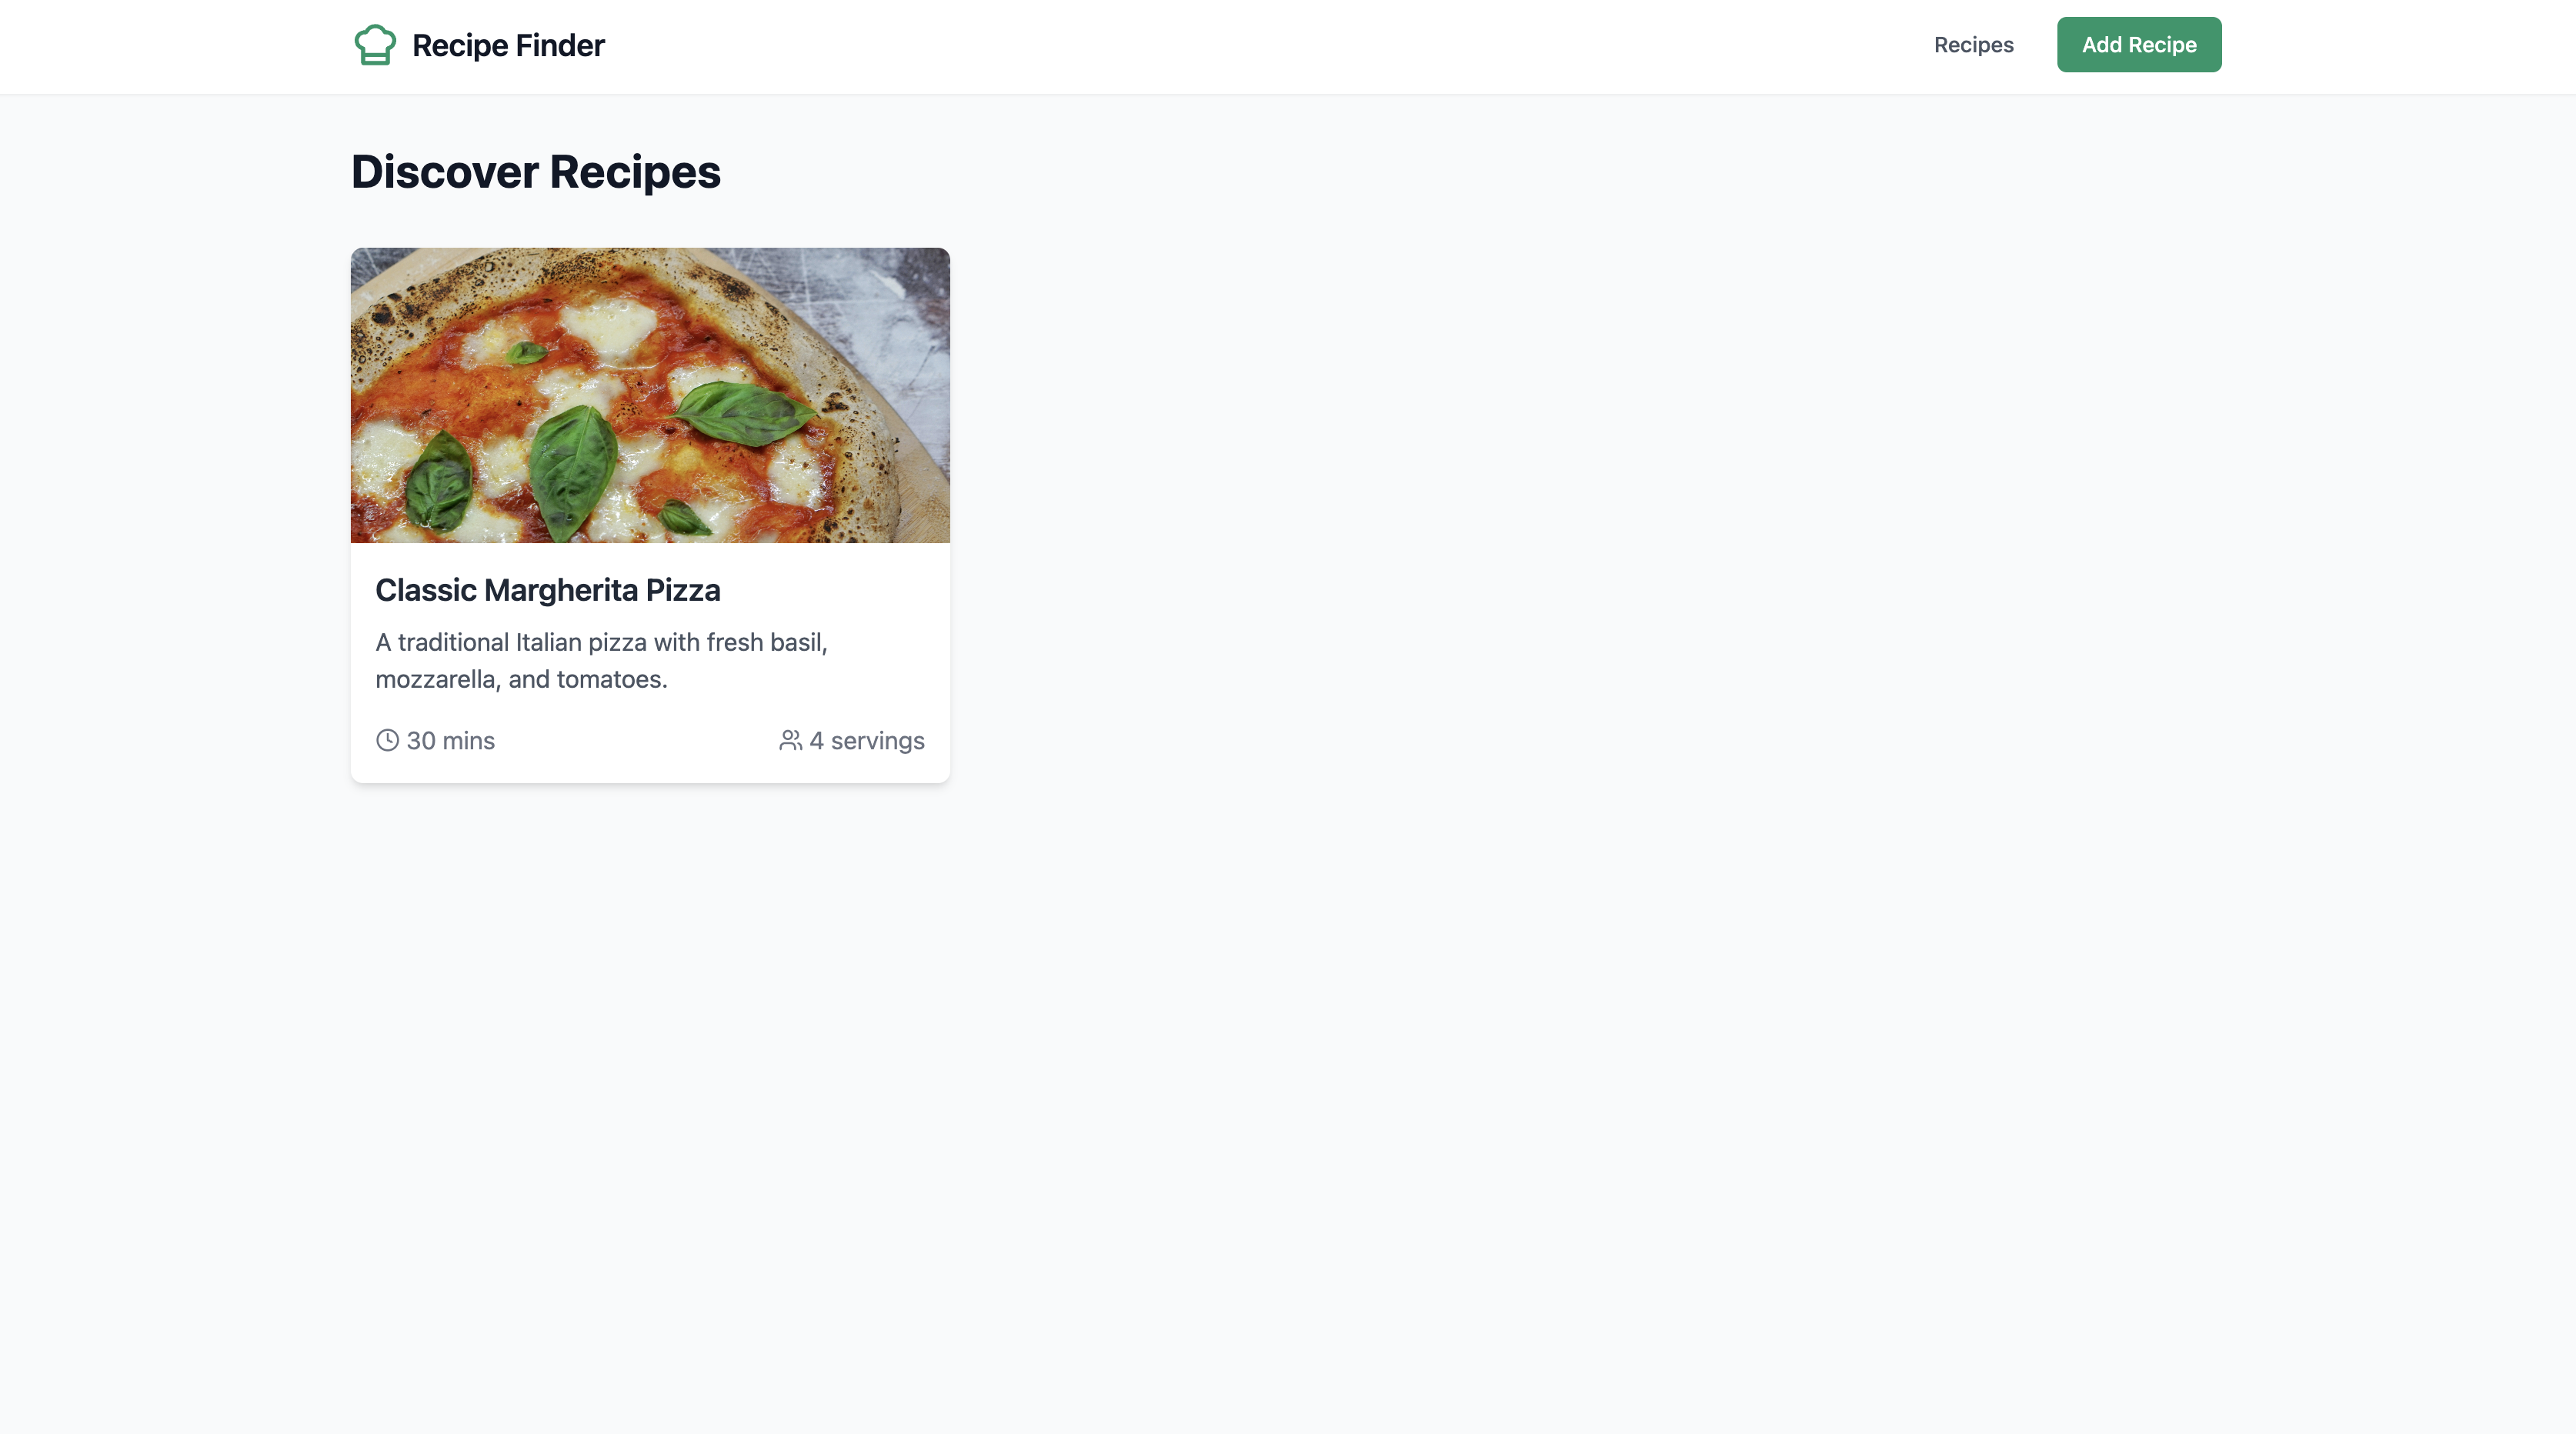 Recipe Finder
Recipes
Add Recipe
Discover Recipes
Classic Margherita Pizza
A traditional Italian pizza with fresh basil,
mozzarella, and tomatoes.
30 mins
4 servings